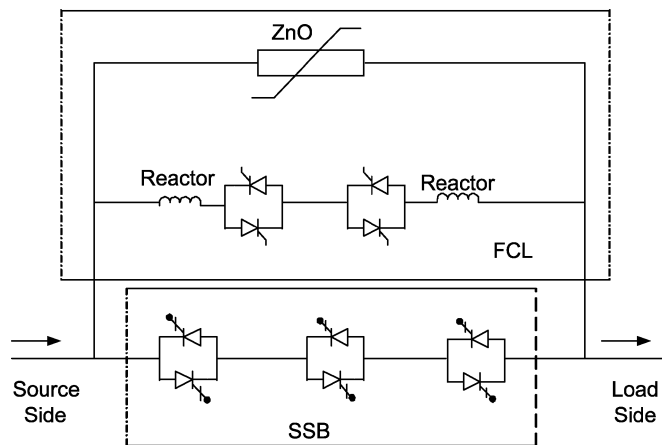 ZnO
Reactor
Reactor
FCL
Source
Side
SSB
Load
Side